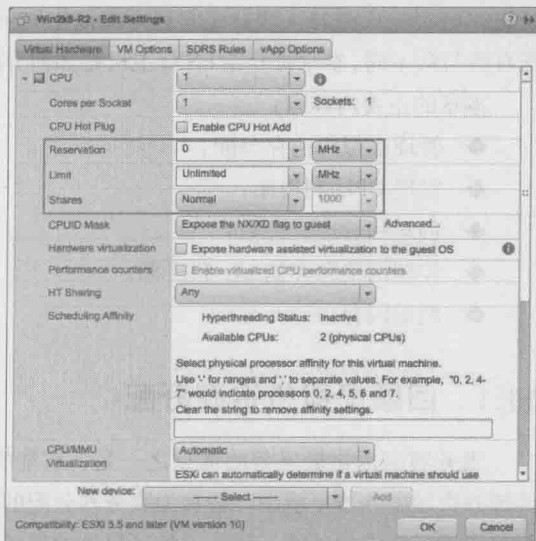 Win2k8-R2 - Edit Settings
Virtual Hardware VM Options SDRS Rules vApp Options
CPU 1
Cores per Socket 1 Sockets: 1
CPU Hot Plug Enable CPU Hot Add
Reservation 0 MHz
Limit Unlimited MHz
Shares Normal 1000
CPUID Mask Expose the NX/XD flag to guest Advanced...
Hardware virtualization Expose hardware assisted virtualization to the guest OS
Performance counters Enable virtualized CPU performance counters
HT Sharing Any
Scheduling Affinity Hyperthreading Status: Inactive
Available CPUs: 2 (physical CPUs)
Select physical processor affinity for this virtual machine.
Use '-' for ranges and ',' to separate values. For example, "0, 2, 4-
7" would indicate processors 0, 2, 4, 5, 6 and 7.
Clear the string to remove affinity settings.
CPU/MMU Automatic
Virtualization
ESXi can automatically determine if a virtual machine should use
New device: ------- Select ------- Add
Compatibility: ESXi 5.5 and later (VM version 10) OK Cancel